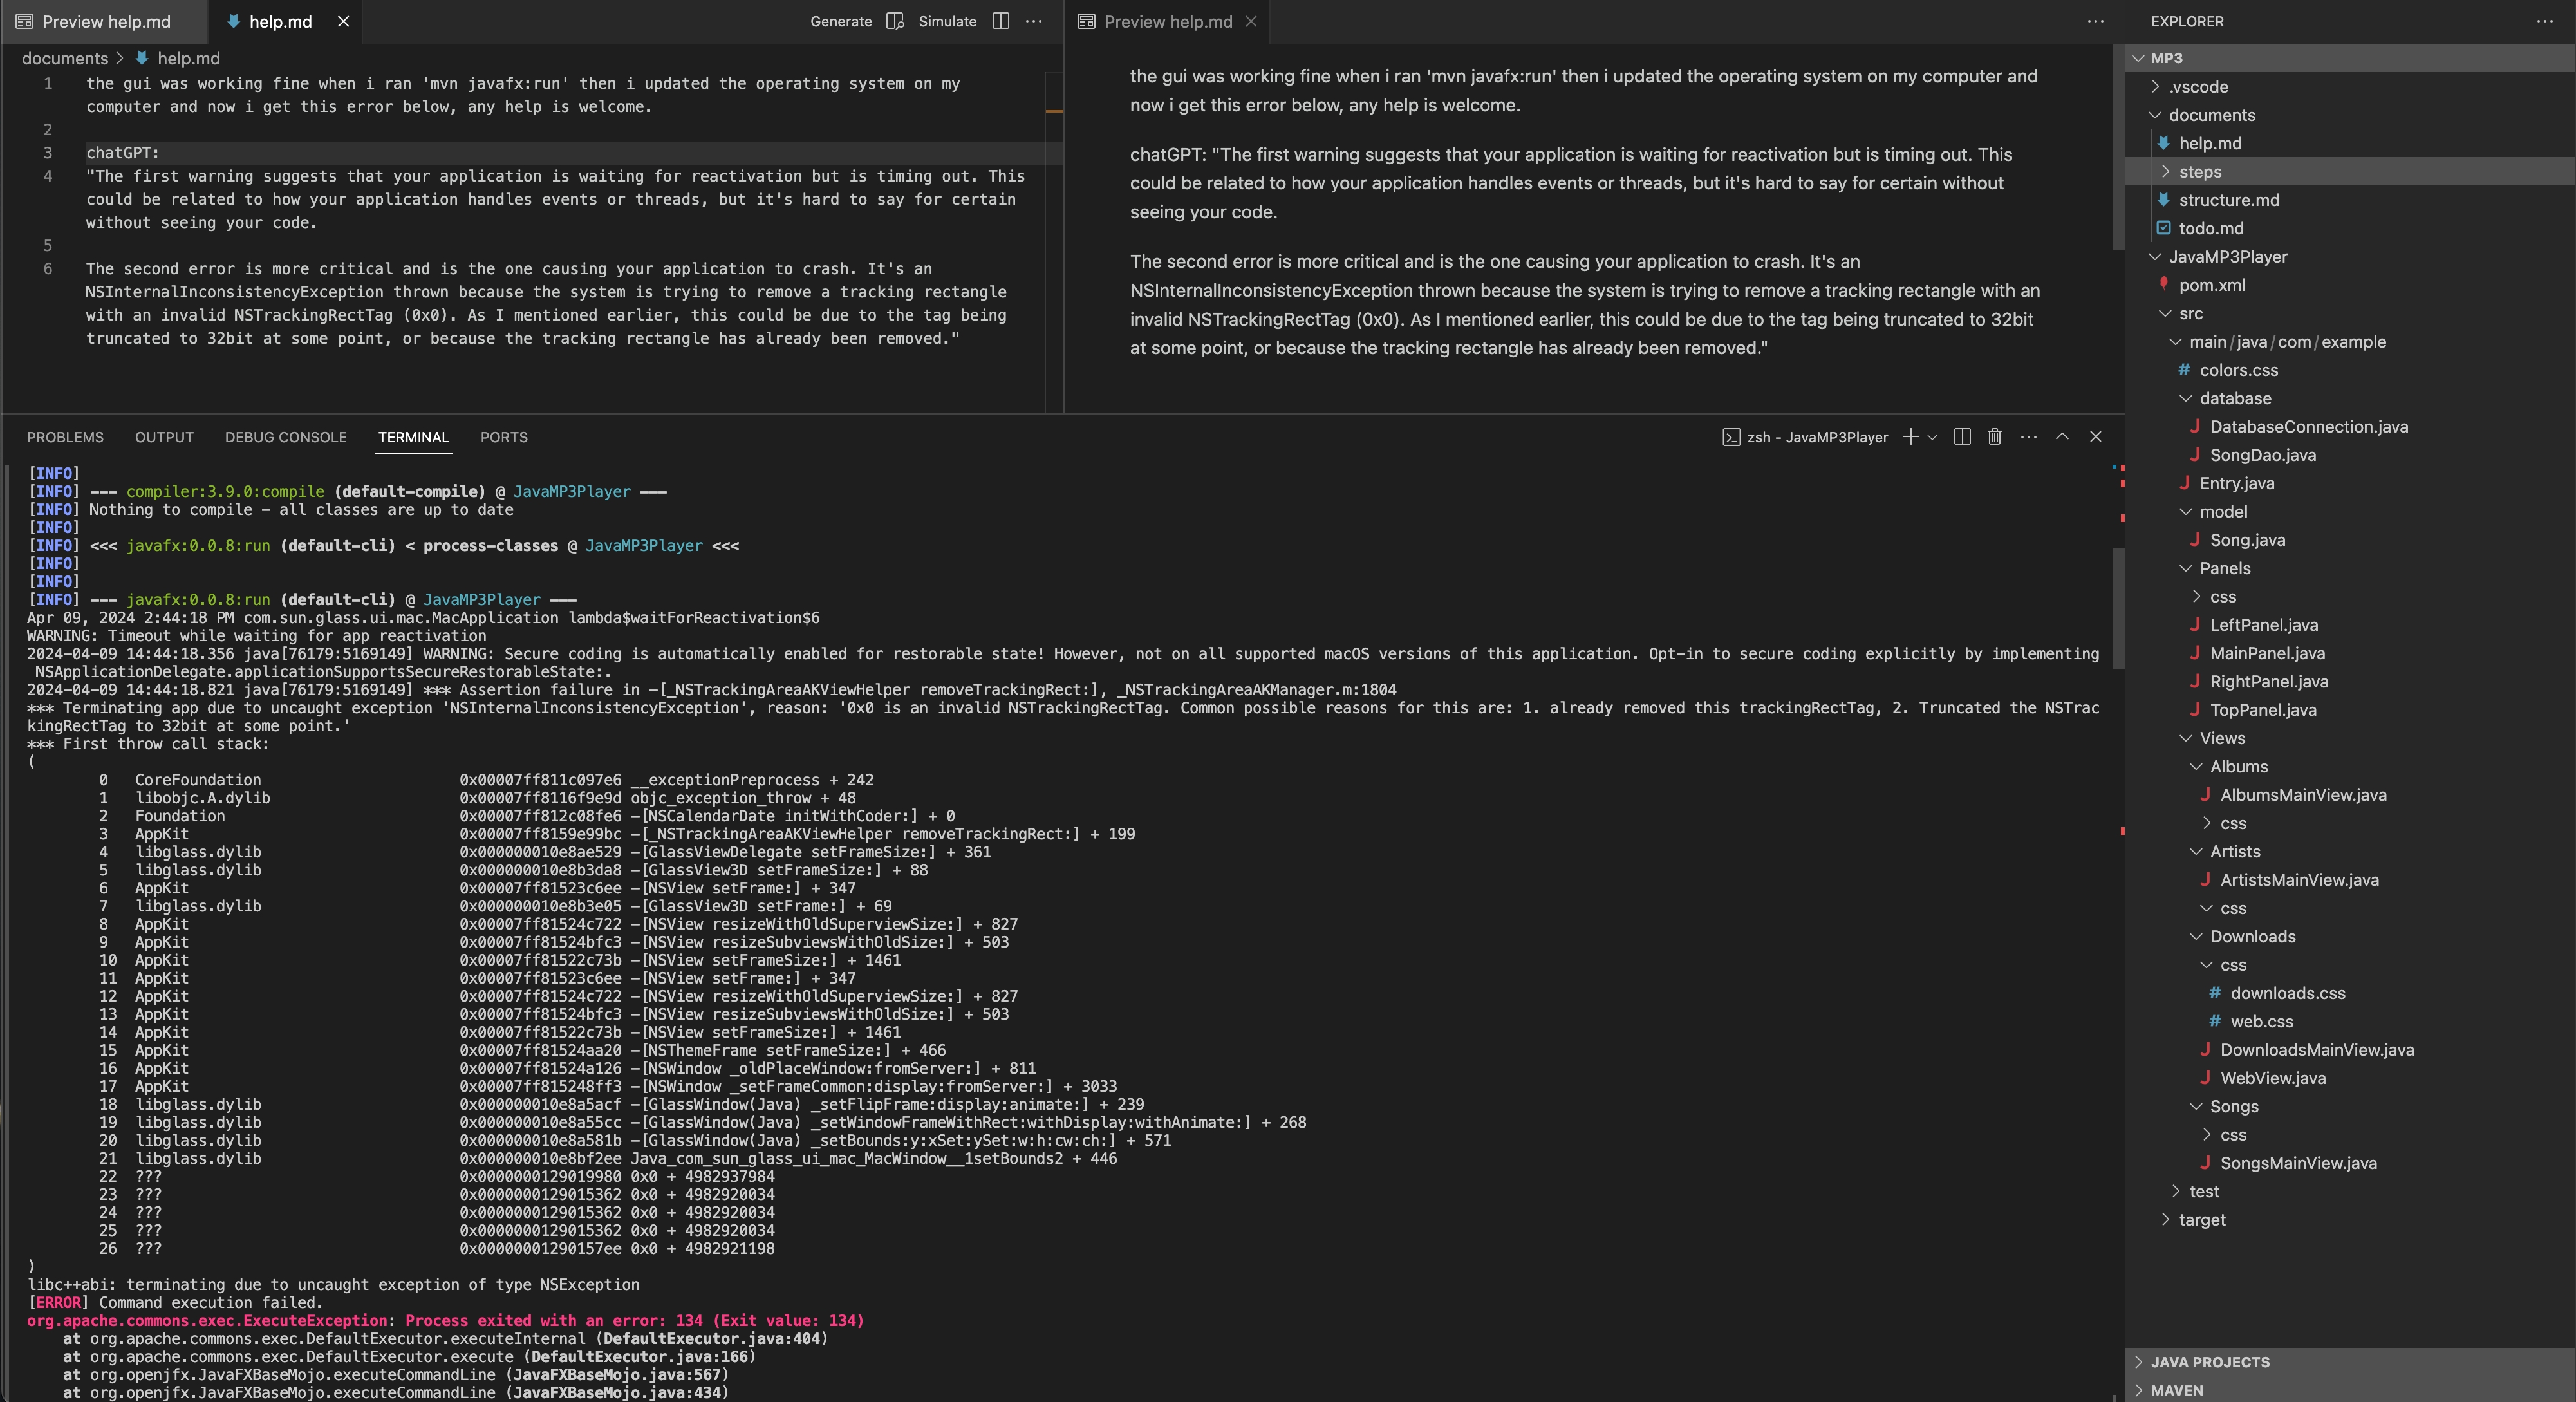 Preview help.md
help.md
Generate
Simulate
Preview help.md
EXPLORER
documents > help.md
1 the gui was working fine when i ran 'mvn javafx:run' then i updated the operating system on my
computer and now i get this error below, any help is welcome.
2
3 chatGPT:
4 "The first warning suggests that your application is waiting for reactivation but is timing out. This
could be related to how your application handles events or threads, but it's hard to say for certain
without seeing your code.
5
6 The second error is more critical and is the one causing your application to crash. It's an
NSInternalInconsistencyException thrown because the system is trying to remove a tracking rectangle
with an invalid NSTrackingRectTag (0x0). As I mentioned earlier, this could be due to the tag being
truncated to 32bit at some point, or because the tracking rectangle has already been removed."
the gui was working fine when i ran 'mvn javafx:run' then i updated the operating system on my computer and
now i get this error below, any help is welcome.
chatGPT: "The first warning suggests that your application is waiting for reactivation but is timing out. This
could be related to how your application handles events or threads, but it's hard to say for certain without
seeing your code.
The second error is more critical and is the one causing your application to crash. It's an
NSInternalInconsistencyException thrown because the system is trying to remove a tracking rectangle with an
invalid NSTrackingRectTag (0x0). As I mentioned earlier, this could be due to the tag being truncated to 32bit
at some point, or because the tracking rectangle has already been removed."
PROBLEMS OUTPUT DEBUG CONSOLE TERMINAL PORTS
zsh - JavaMP3Player
[INFO]
[INFO] --- compiler:3.9.0:compile (default-compile) @ JavaMP3Player ---
[INFO] Nothing to compile - all classes are up to date
[INFO]
[INFO] <<< javafx:0.0.8:run (default-cli) < process-classes @ JavaMP3Player <<<
[INFO]
[INFO]
[INFO] --- javafx:0.0.8:run (default-cli) @ JavaMP3Player ---
Apr 09, 2024 2:44:18 PM com.sun.glass.ui.mac.MacApplication lambda$waitForReactivation$6
WARNING: Timeout while waiting for app reactivation
2024-04-09 14:44:18.356 java[76179:5169149] WARNING: Secure coding is automatically enabled for restorable state! However, not on all supported macOS versions of this application. Opt-in to secure coding explicitly by implementing
NSApplicationDelegate.applicationSupportsSecureRestorableState:.
2024-04-09 14:44:18.821 java[76179:5169149] *** Assertion failure in -[_NSTrackingAreaAKViewHelper removeTrackingRect:], _NSTrackingAreaAKManager.m:1804
*** Terminating app due to uncaught exception 'NSInternalInconsistencyException', reason: '0x0 is an invalid NSTrackingRectTag. Common possible reasons for this are: 1. already removed this trackingRectTag, 2. Truncated the NSTrac
kingRectTag to 32bit at some point.'
*** First throw call stack:
(
0 CoreFoundation 0x00007ff811c097e6 __exceptionPreprocess + 242
1 libobjc.A.dylib 0x00007ff8116f9e9d objc_exception_throw + 48
2 Foundation 0x00007ff812c08fe6 -[NSCalendarDate initWithCoder:] + 0
3 AppKit 0x00007ff8159e99bc -[_NSTrackingAreaAKViewHelper removeTrackingRect:] + 199
4 libglass.dylib 0x000000010e8ae529 -[GlassViewDelegate setFrameSize:] + 361
5 libglass.dylib 0x000000010e8b3da8 -[GlassView3D setFrameSize:] + 88
6 AppKit 0x00007ff81523c6ee -[NSView setFrame:] + 347
7 libglass.dylib 0x000000010e8b3e05 -[GlassView3D setFrame:] + 69
8 AppKit 0x00007ff81524c722 -[NSView resizeWithOldSuperviewSize:] + 827
9 AppKit 0x00007ff81524bfc3 -[NSView resizeSubviewsWithOldSize:] + 503
10 AppKit 0x00007ff81522c73b -[NSView setFrameSize:] + 1461
11 AppKit 0x00007ff81523c6ee -[NSView setFrame:] + 347
12 AppKit 0x00007ff81524c722 -[NSView resizeWithOldSuperviewSize:] + 827
13 AppKit 0x00007ff81524bfc3 -[NSView resizeSubviewsWithOldSize:] + 503
14 AppKit 0x00007ff81522c73b -[NSView setFrameSize:] + 1461
15 AppKit 0x00007ff81524aa20 -[NSThemeFrame setFrameSize:] + 466
16 AppKit 0x00007ff81524a126 -[NSWindow _oldPlaceWindow:fromServer:] + 811
17 AppKit 0x00007ff815248ff3 -[NSWindow _setFrameCommon:display:fromServer:] + 3033
18 libglass.dylib 0x000000010e8a5acf -[GlassWindow(Java) _setFlipFrame:display:animate:] + 239
19 libglass.dylib 0x000000010e8a55cc -[GlassWindow(Java) _setWindowFrameWithRect:withDisplay:withAnimate:] + 268
20 libglass.dylib 0x000000010e8a581b -[GlassWindow(Java) _setBounds:y:xSet:ySet:w:h:cw:ch:] + 571
21 libglass.dylib 0x000000010e8bf2ee Java_com_sun_glass_ui_mac_MacWindow__1setBounds2 + 446
22 ??? 0x0000000129019980 0x0 + 4982937984
23 ??? 0x0000000129015362 0x0 + 4982920034
24 ??? 0x0000000129015362 0x0 + 4982920034
25 ??? 0x0000000129015362 0x0 + 4982920034
26 ??? 0x00000001290157ee 0x0 + 4982921198
)
libc++abi: terminating due to uncaught exception of type NSException
[ERROR] Command execution failed.
org.apache.commons.exec.ExecuteException: Process exited with an error: 134 (Exit value: 134)
at org.apache.commons.exec.DefaultExecutor.executeInternal (DefaultExecutor.java:404)
at org.apache.commons.exec.DefaultExecutor.execute (DefaultExecutor.java:166)
at org.openjfx.JavaFXBaseMojo.executeCommandLine (JavaFXBaseMojo.java:567)
at org.openjfx.JavaFXBaseMojo.executeCommandLine (JavaFXBaseMojo.java:434)
MP3
.vscode
documents
help.md
steps
structure.md
todo.md
JavaMP3Player
pom.xml
src
main/java/com/example
colors.css
database
DatabaseConnection.java
SongDao.java
Entry.java
model
Song.java
Panels
css
LeftPanel.java
MainPanel.java
RightPanel.java
TopPanel.java
Views
Albums
AlbumsMainView.java
css
Artists
ArtistsMainView.java
css
Downloads
css
downloads.css
web.css
DownloadsMainView.java
WebView.java
Songs
css
SongsMainView.java
test
target
JAVA PROJECTS
MAVEN